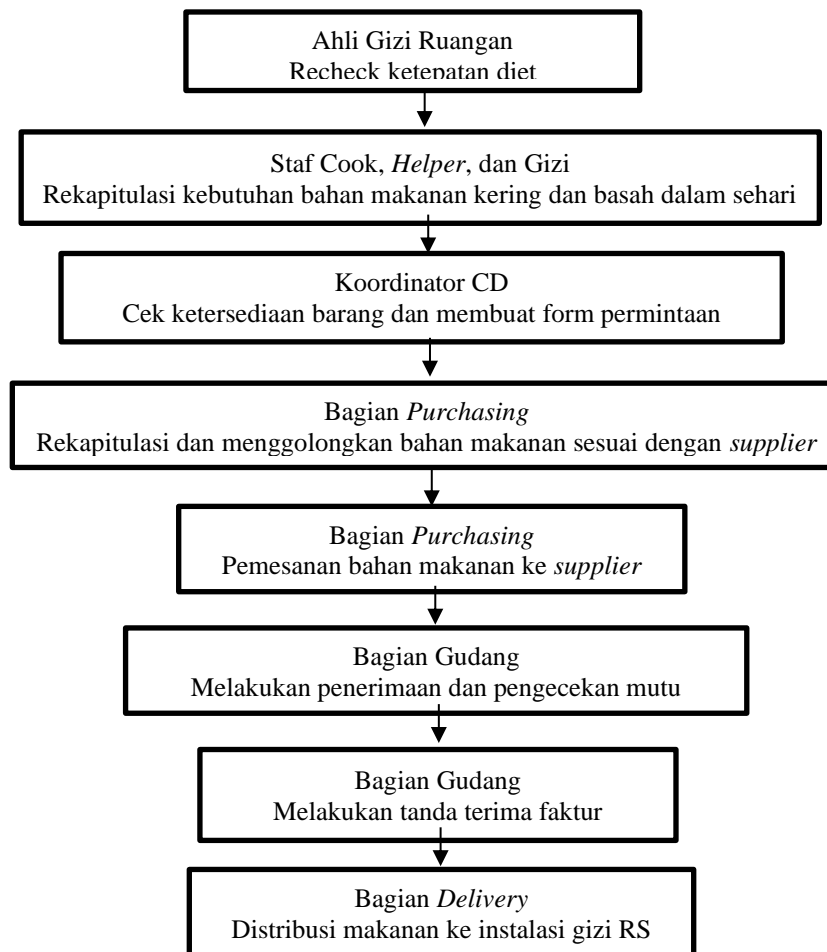 Ahli Gizi Ruangan
Recheck ketepatan diet
Staf Cook, Helper, dan Gizi
Rekapitulasi kebutuhan bahan makanan kering dan basah dalam sehari
Koordinator CD
Cek ketersediaan barang dan membuat form permintaan
Bagian Purchasing
Rekapitulasi dan menggolongkan bahan makanan sesuai dengan supplier
Bagian Purchasing
Pemesanan bahan makanan ke supplier
Bagian Gudang
Melakukan penerimaan dan pengecekan mutu
Bagian Gudang
Melakukan tanda terima faktur
Bagian Delivery
Distribusi makanan ke instalasi gizi RS